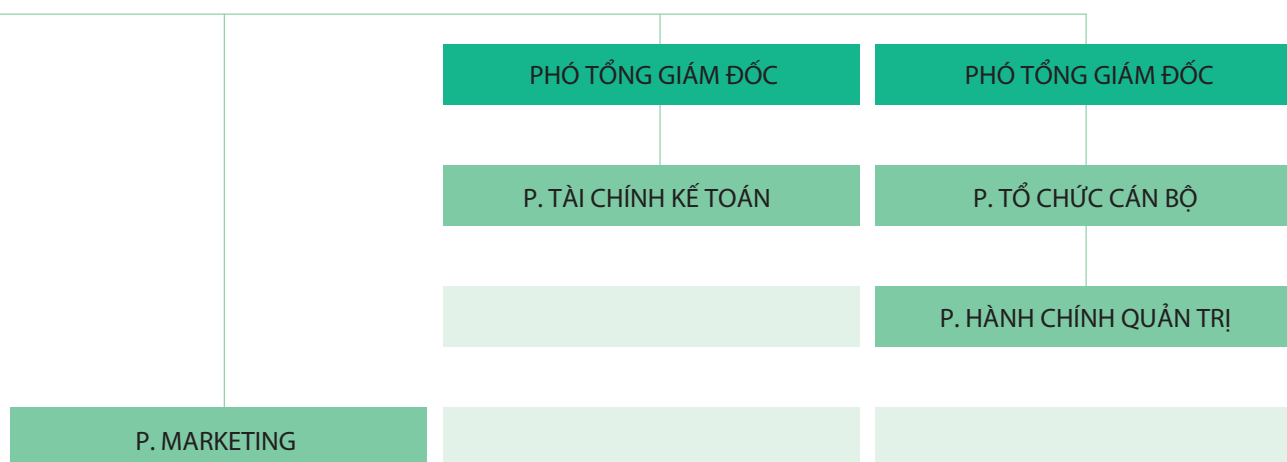 PHÓ TỔNG GIÁM ĐỐC
PHÓ TỔNG GIÁM ĐỐC
P. TÀI CHÍNH KẾ TOÁN
P. TỔ CHỨC CÁN BỘ
P. HÀNH CHÍNH QUẢN TRỊ
P. MARKETING